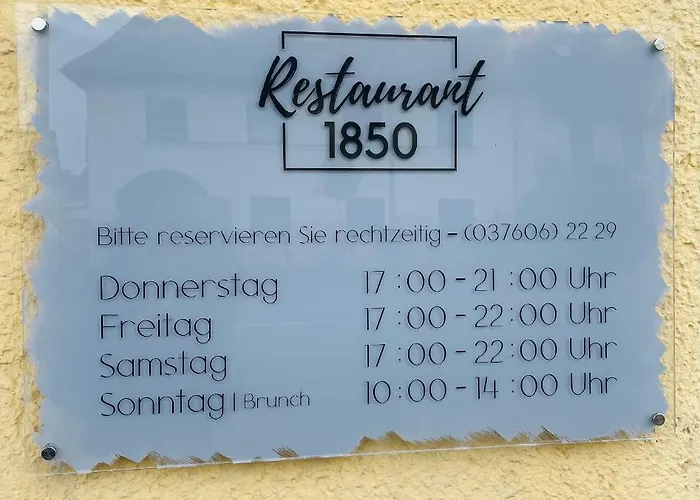 Restaurant
1850
Bitte reservieren Sie rechtzeitig - (037606) 22 29
Donnerstag 17 : 00 - 21 : 00 Uhr
Freitag 17 : 00 - 22 : 00 Uhr
Samstag 17 : 00 - 22 : 00 Uhr
Sonntag | Brunch 10 : 00 - 14 : 00 Uhr